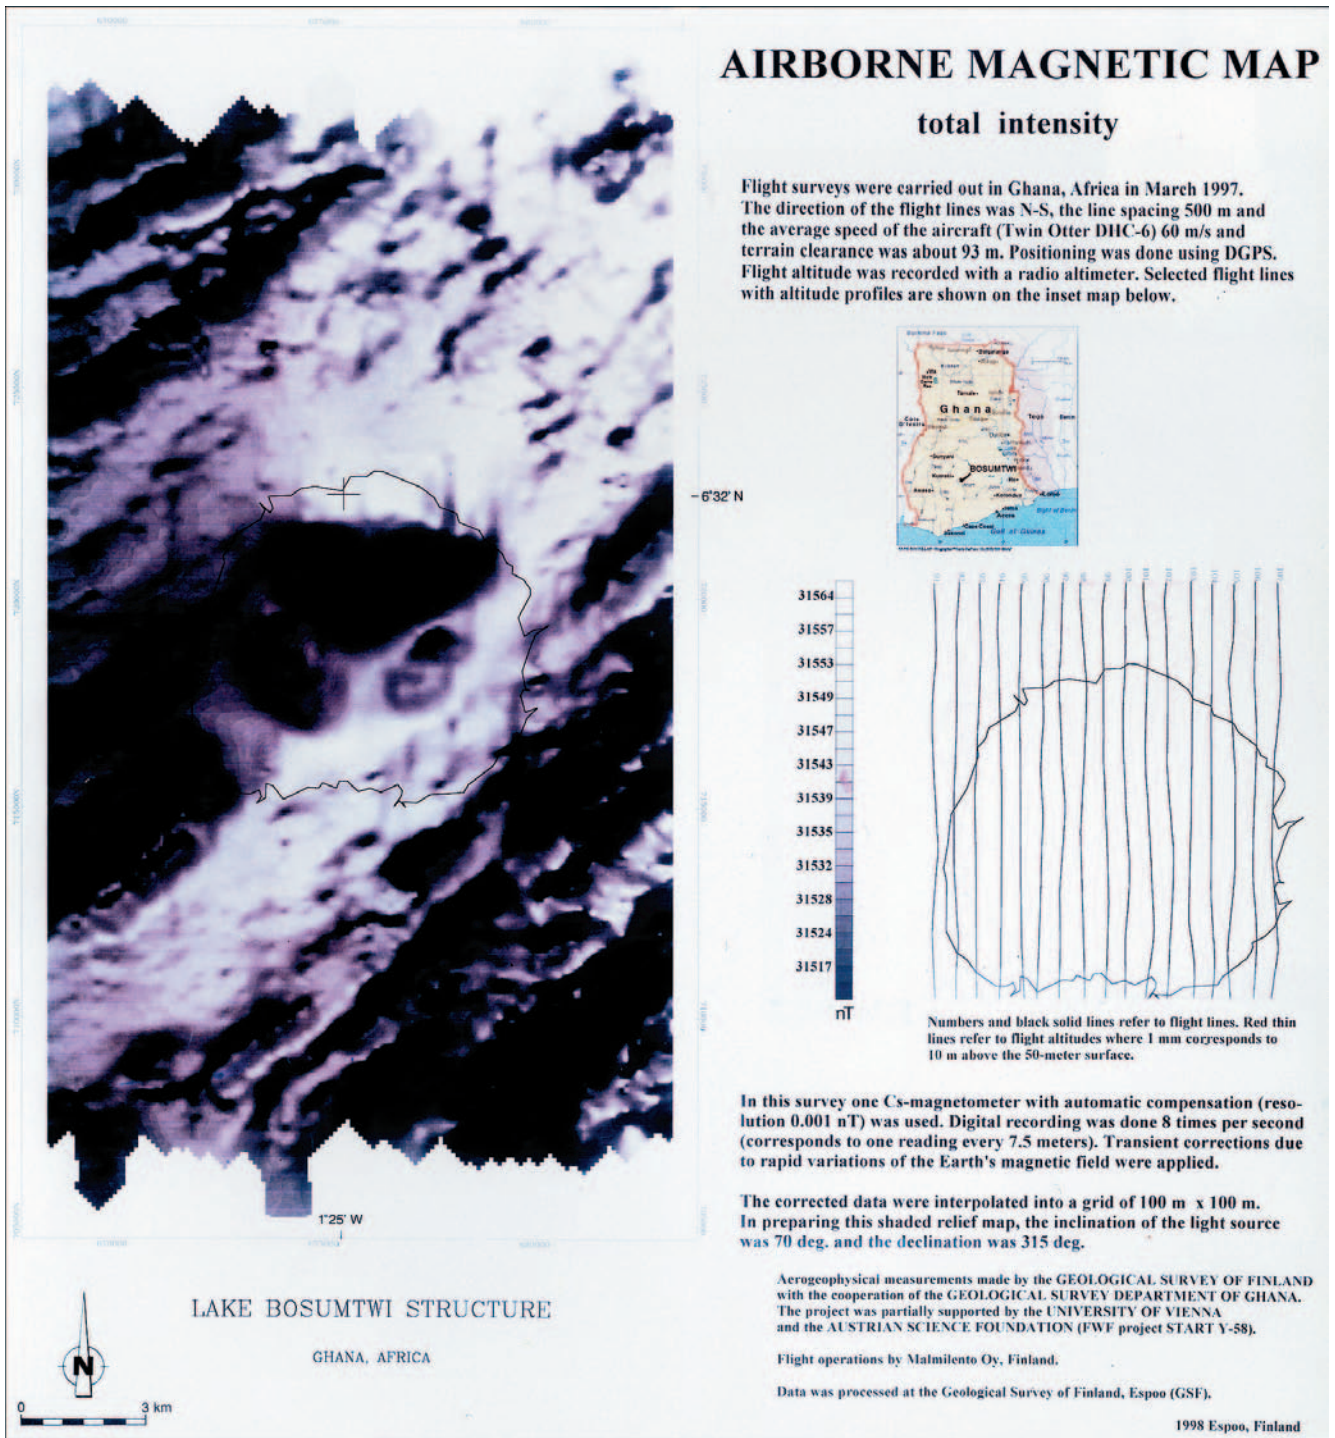 AIRBORNE MAGNETIC MAP
total intensity
Flight surveys were carried out in Ghana, Africa in March 1997.
The direction of the flight lines was N-S, the line spacing 500 m and
the average speed of the aircraft (Twin Otter DHC-6) 60 m/s and
terrain clearance was about 93 m. Positioning was done using DGPS.
Flight altitude was recorded with a radio altimeter. Selected flight lines
with altitude profiles are shown on the inset map below.
Ghana
Togo
Benin
BOSUMTWI
Gulf of Guinea
6°32' N
31564
31557
31553
31549
31547
31543
31539
31535
31532
31528
31524
31517
nT
Numbers and black solid lines refer to flight lines. Red thin
lines refer to flight altitudes where 1 mm corresponds to
10 m above the 50-meter surface.
In this survey one Cs-magnetometer with automatic compensation (reso-
lution 0.001 nT) was used. Digital recording was done 8 times per second
(corresponds to one reading every 7.5 meters). Transient corrections due
to rapid variations of the Earth's magnetic field were applied.
The corrected data were interpolated into a grid of 100 m x 100 m.
In preparing this shaded relief map, the inclination of the light source
was 70 deg. and the declination was 315 deg.
1°25' W
Aerogeophysical measurements made by the GEOLOGICAL SURVEY OF FINLAND
with the cooperation of the GEOLOGICAL SURVEY DEPARTMENT OF GHANA.
The project was partially supported by the UNIVERSITY OF VIENNA
and the AUSTRIAN SCIENCE FOUNDATION (FWF project START Y-58).
Flight operations by Malmilento Oy, Finland.
Data was processed at the Geological Survey of Finland, Espoo (GSF).
1998 Espoo, Finland
LAKE BOSUMTWI STRUCTURE
GHANA, AFRICA
N
0 3 km